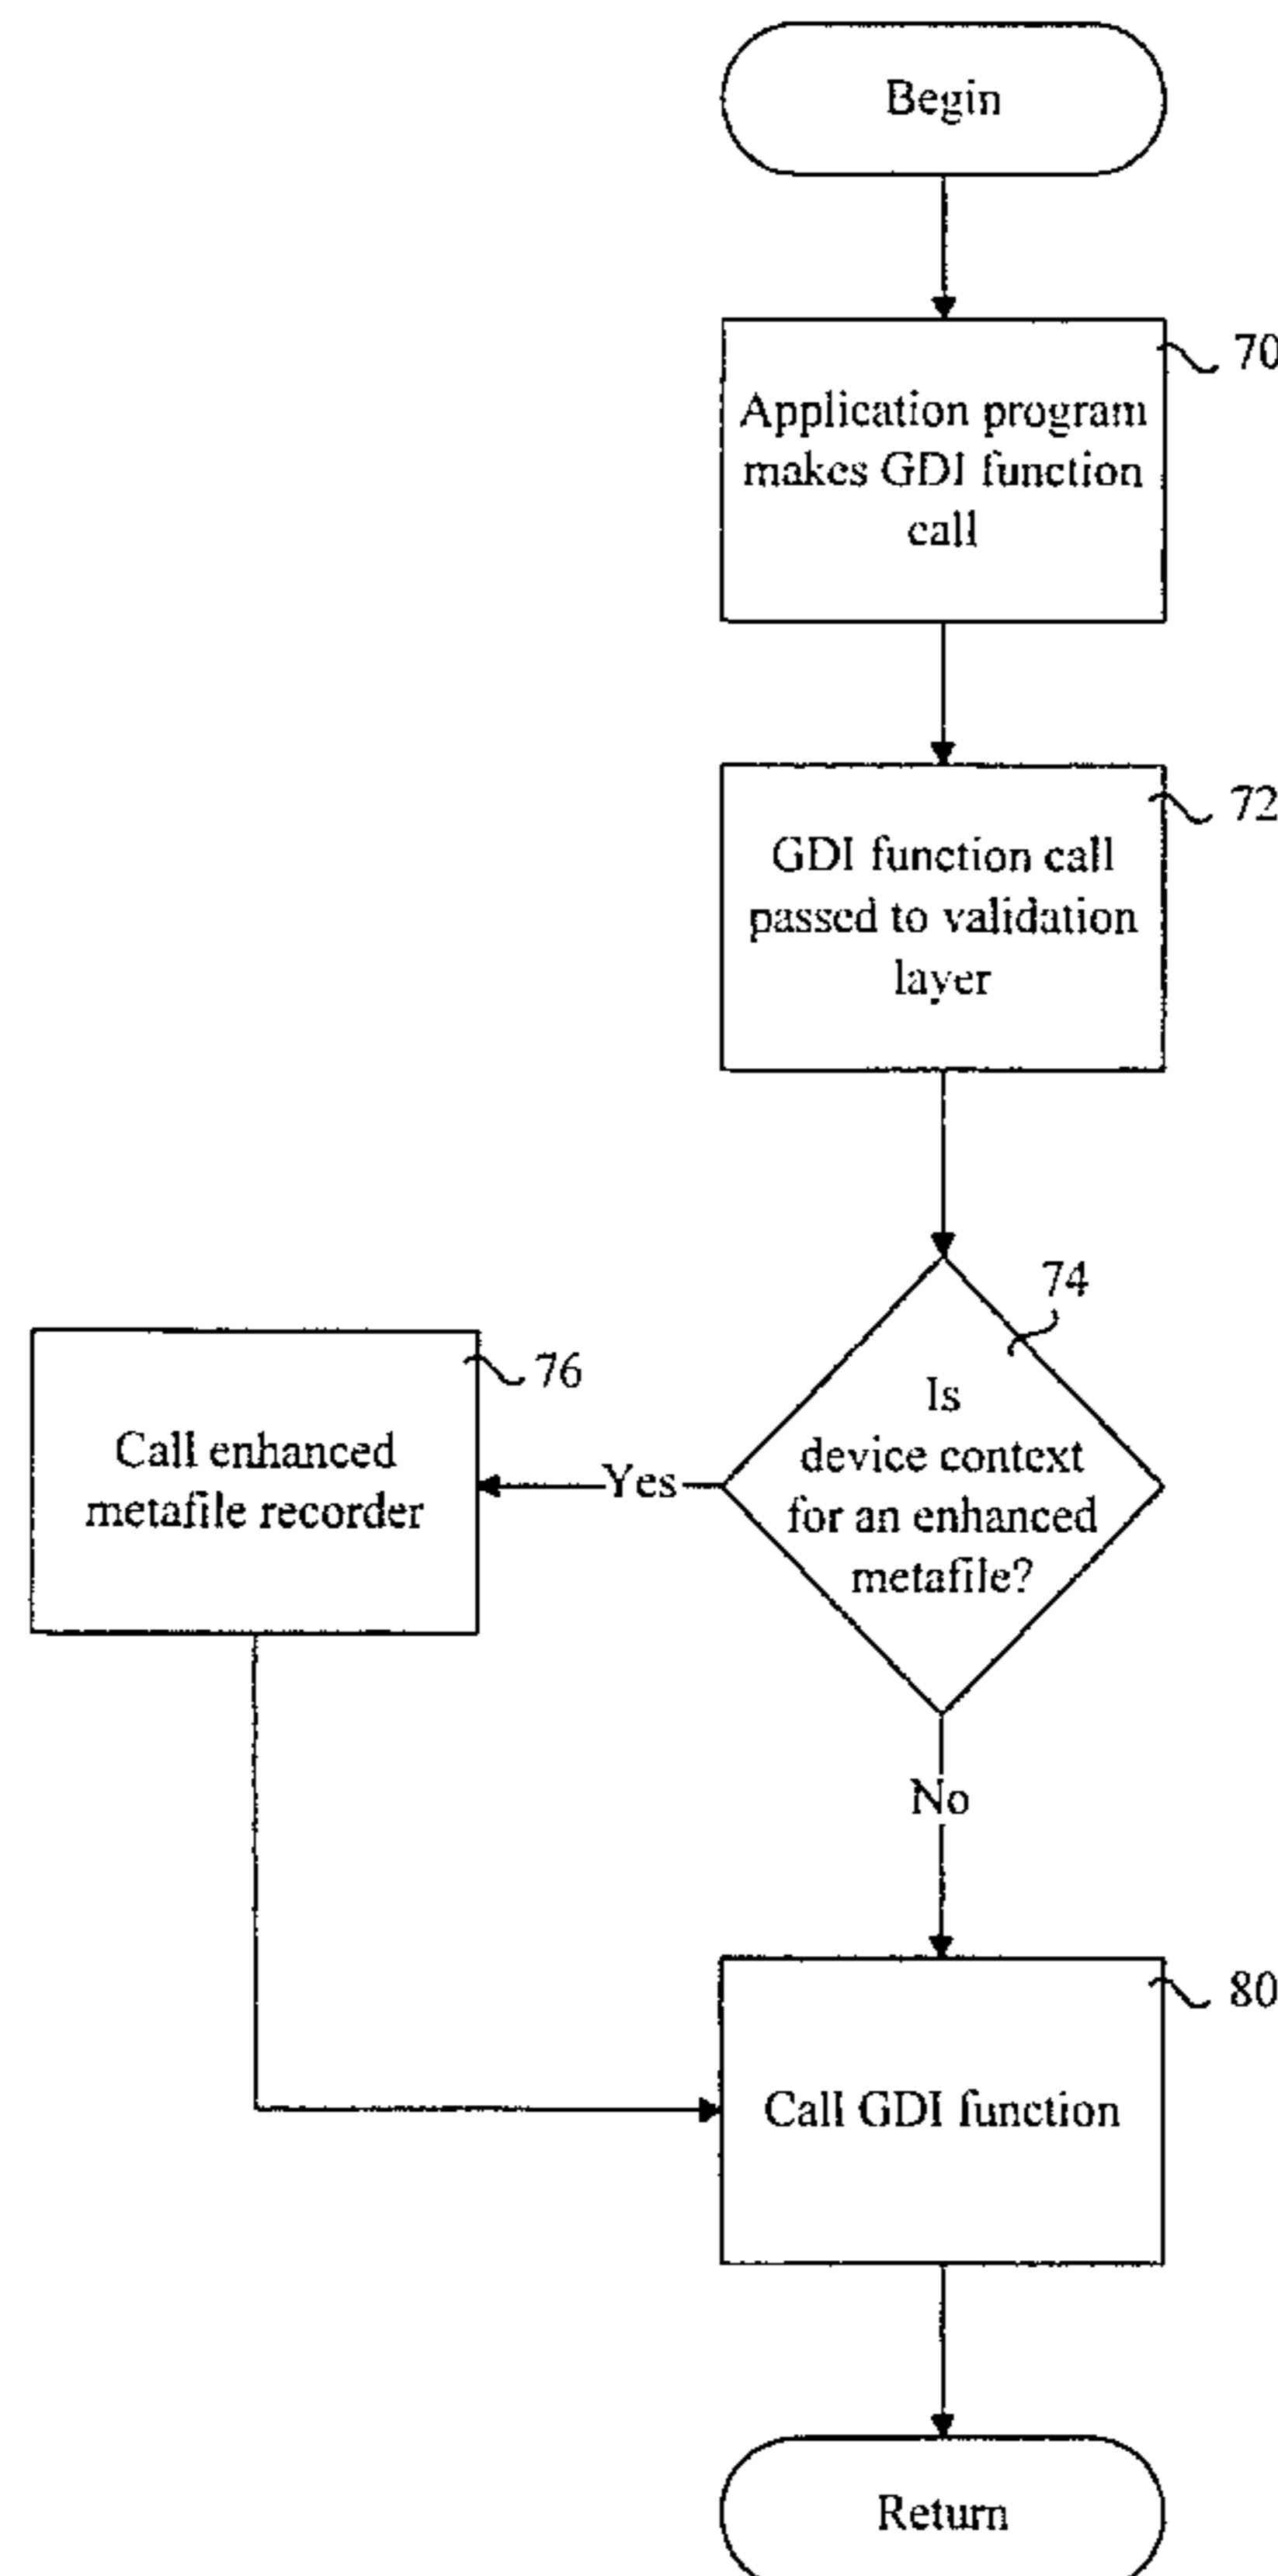 Begin
70
Application program
makes GDI function
call
72
GDI function call
passed to validation
layer
74
Is
device context
for an enhanced
metafile?
Yes
76
Call enhanced
metafile recorder
No
80
Call GDI function
Return